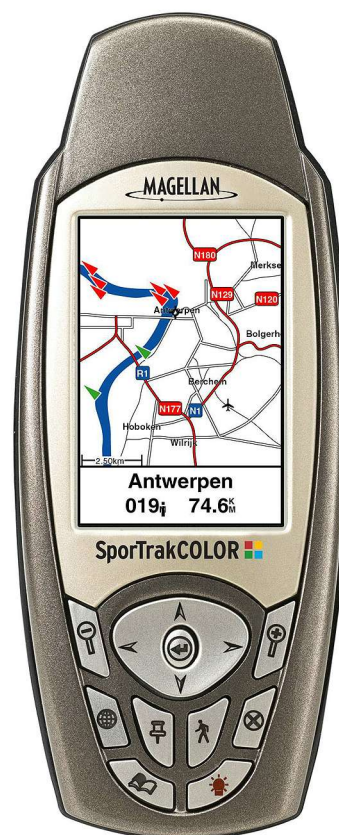 MAGELLAN
N180
Merkse
N129
N120
Antwerpen
Bolgerh
R1
Berchem
N177
N1
Hoboken
Wilrijk
2.50km
Antwerpen
019 74.6 K M
SporTrakCOLOR